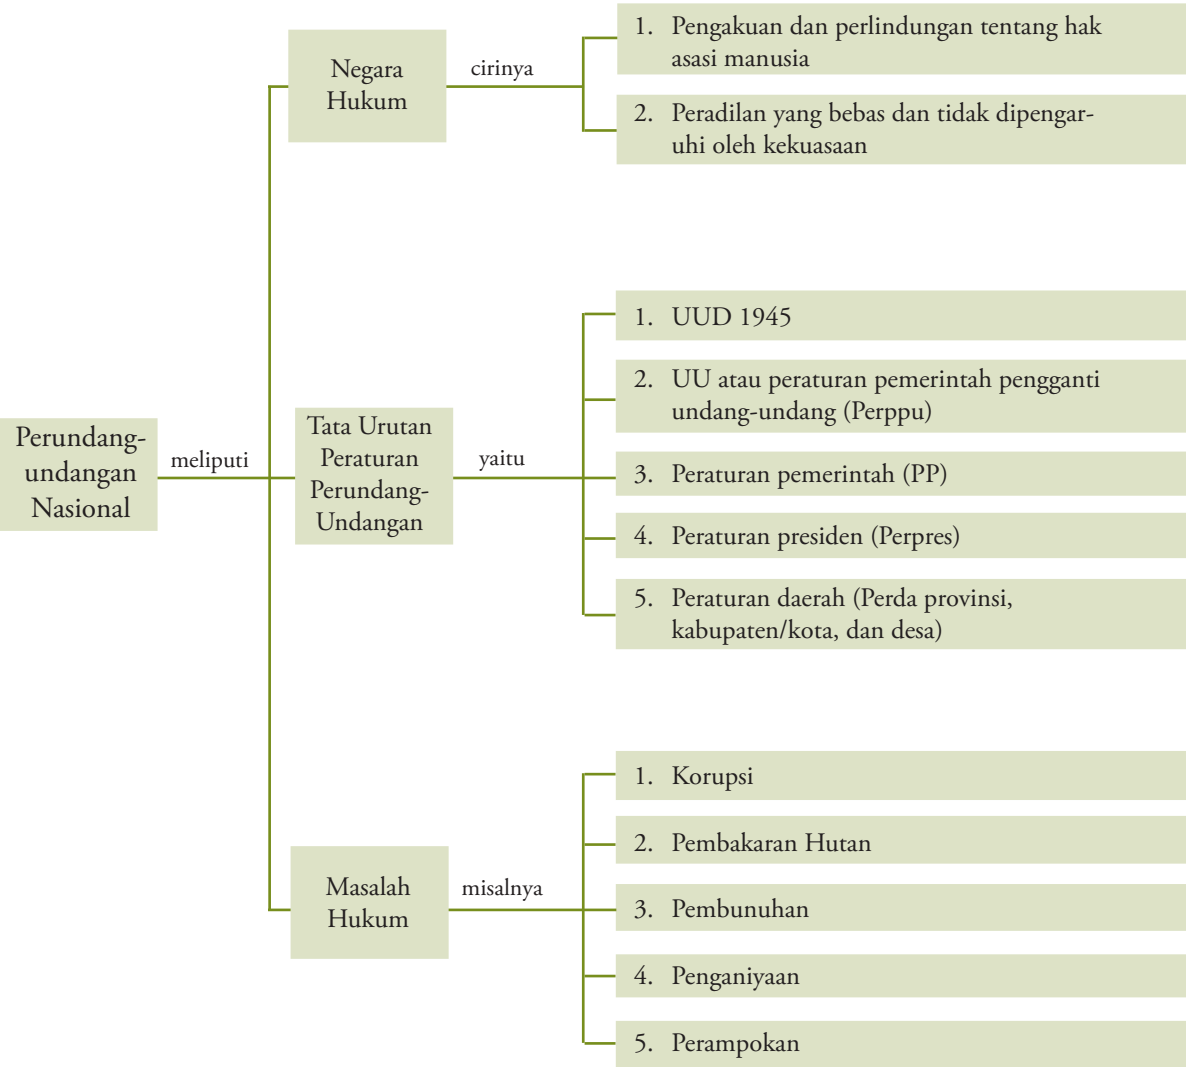 Perundang-
undangan
Nasional
meliputi
Negara
Hukum
cirinya
1. Pengakuan dan perlindungan tentang hak
asasi manusia
2. Peradilan yang bebas dan tidak dipengar-
uhi oleh kekuasaan
Tata Urutan
Peraturan
Perundang-
Undangan
yaitu
1. UUD 1945
2. UU atau peraturan pemerintah pengganti
undang-undang (Perppu)
3. Peraturan pemerintah (PP)
4. Peraturan presiden (Perpres)
5. Peraturan daerah (Perda provinsi,
kabupaten/kota, dan desa)
Masalah
Hukum
misalnya
1. Korupsi
2. Pembakaran Hutan
3. Pembunuhan
4. Penganiyaan
5. Perampokan